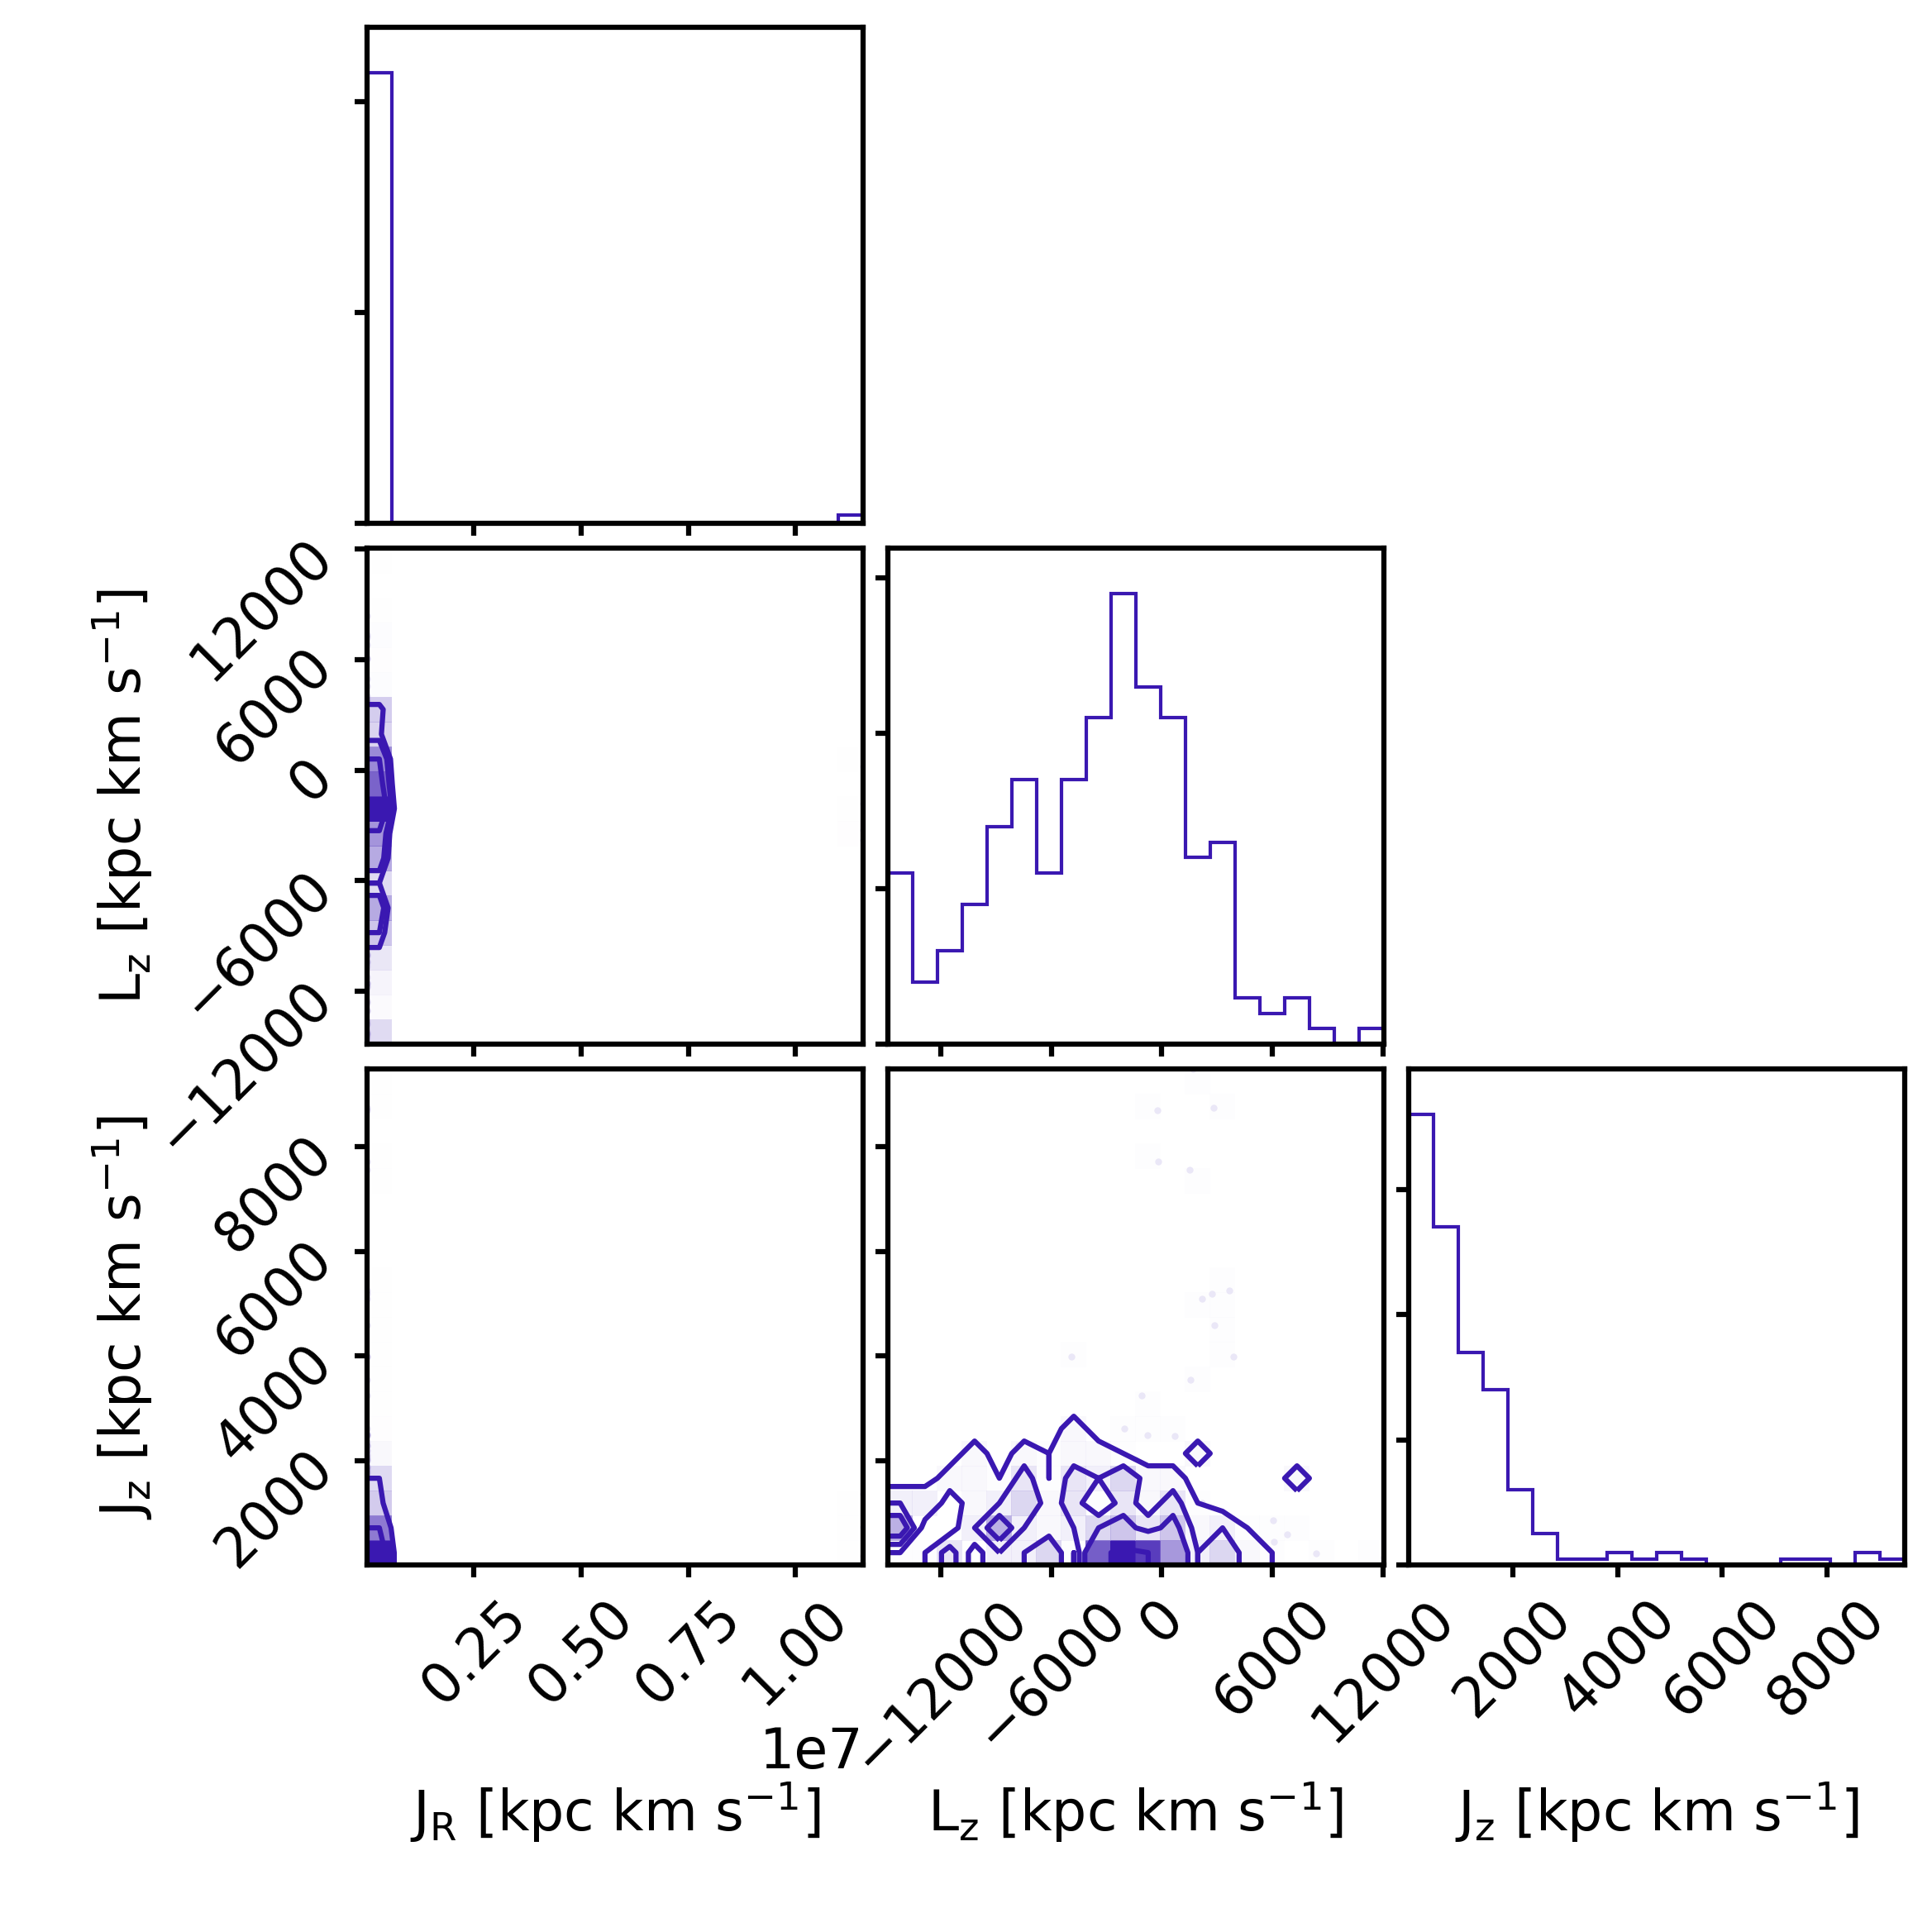 12000
6000
0
−6000
−12000
L_z [kpc km s⁻¹]
8000
6000
4000
2000
J_z [kpc km s⁻¹]
0.25 0.50 0.75 1.00
1e7
−12000 −6000 0 6000 12000
2000 4000 6000 8000
J_R [kpc km s⁻¹]
L_z [kpc km s⁻¹]
J_z [kpc km s⁻¹]